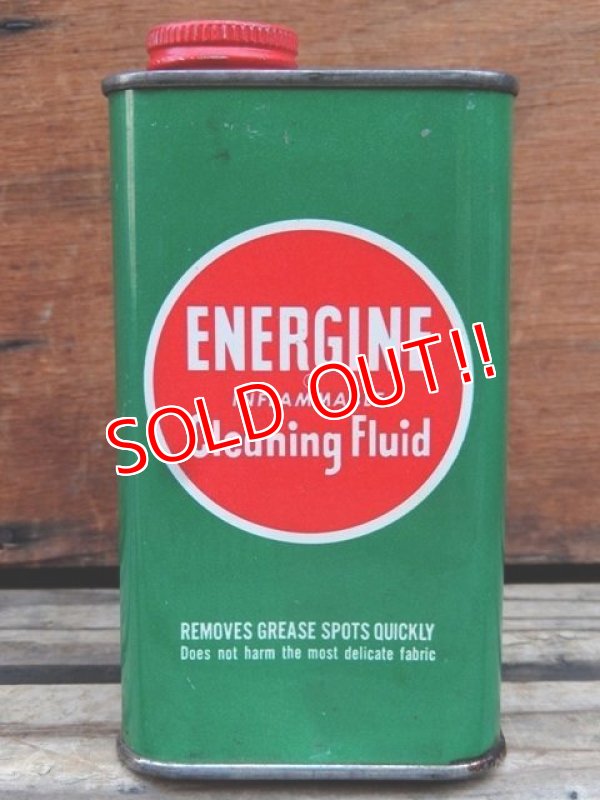 ENERGINE
Cleaning Fluid
SOLD OUT!!
REMOVES GREASE SPOTS QUICKLY
Does not harm the most delicate fabric